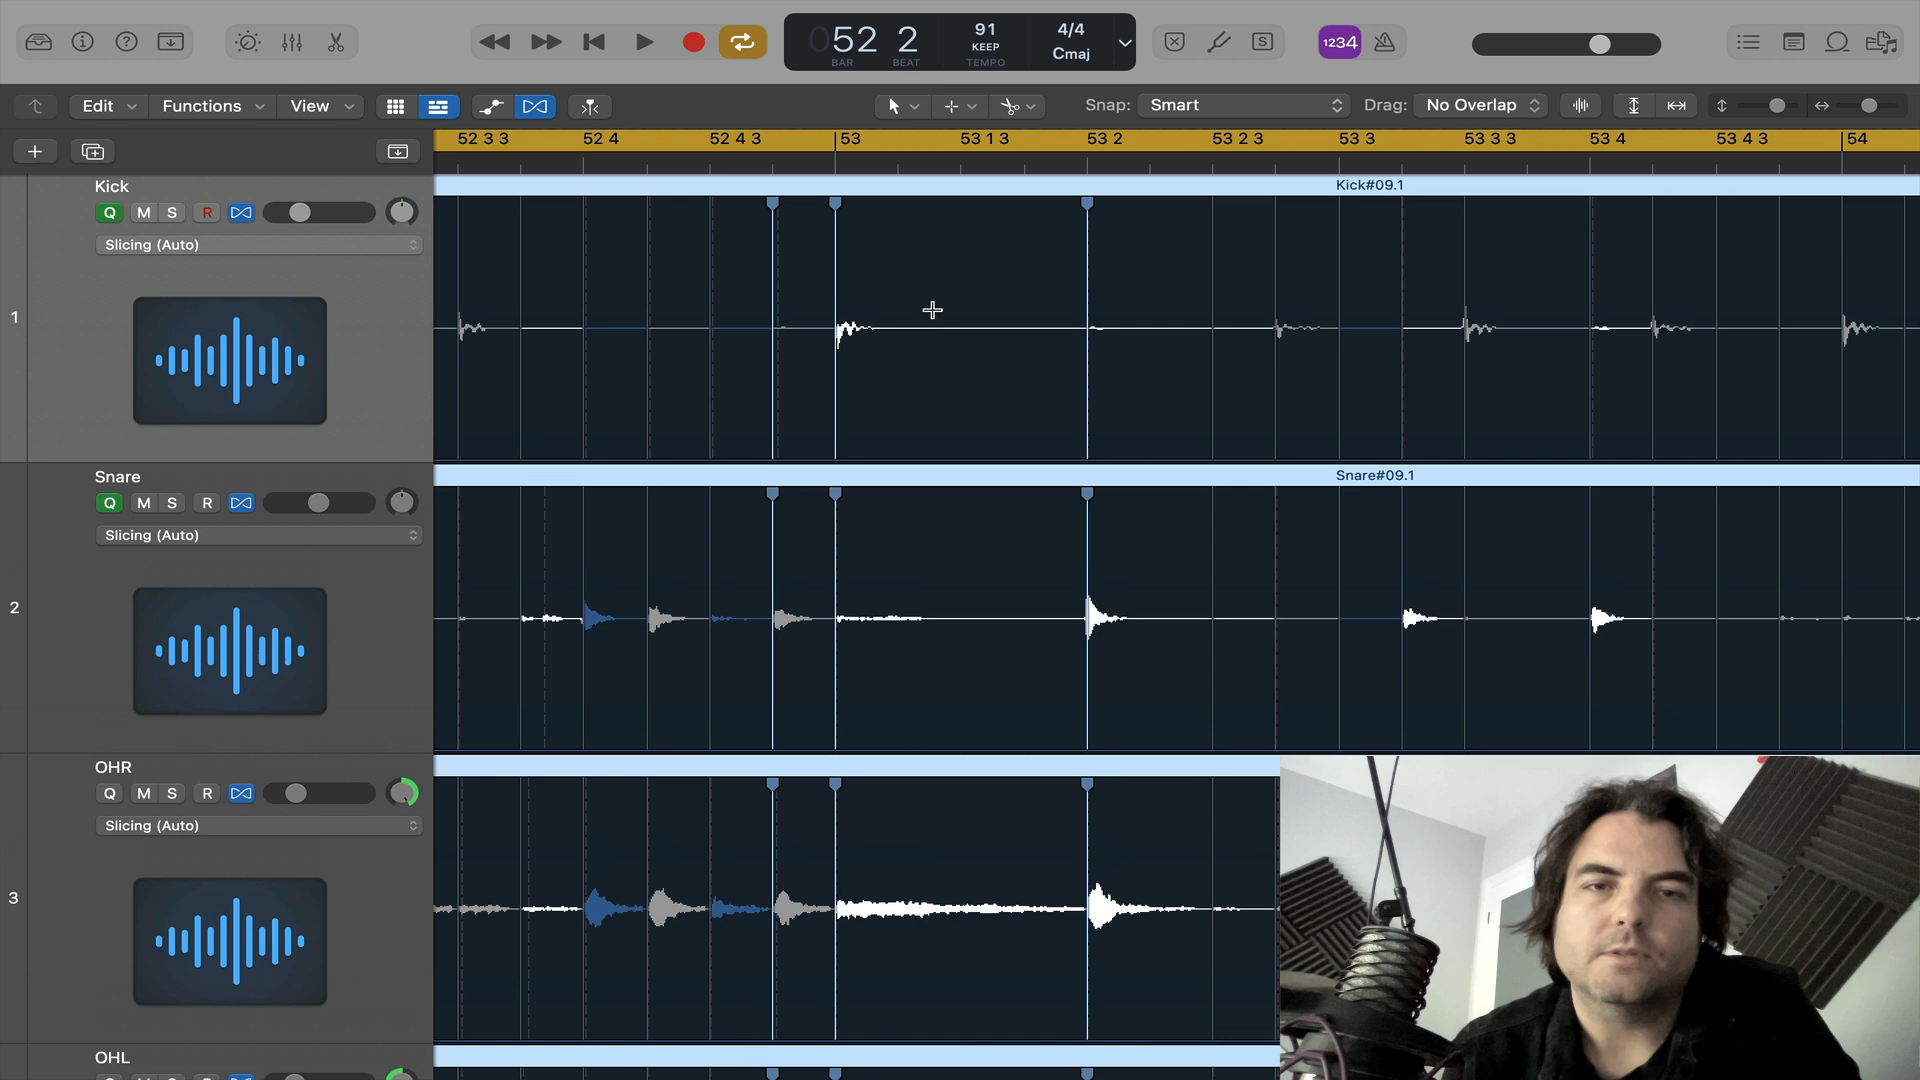 052 2
BAR BEAT
91
KEEP
TEMPO
4/4
Cmaj
S
1234
Edit Functions View
Snap: Smart Drag: No Overlap
52 3 3 52 4 52 4 3 53 53 1 3 53 2 53 2 3 53 3 53 3 3 53 4 53 4 3 54
Kick
Kick#09.1
Q M S R
Slicing (Auto)
1
Snare
Snare#09.1
Q M S R
Slicing (Auto)
2
OHR
Q M S R
Slicing (Auto)
3
OHL